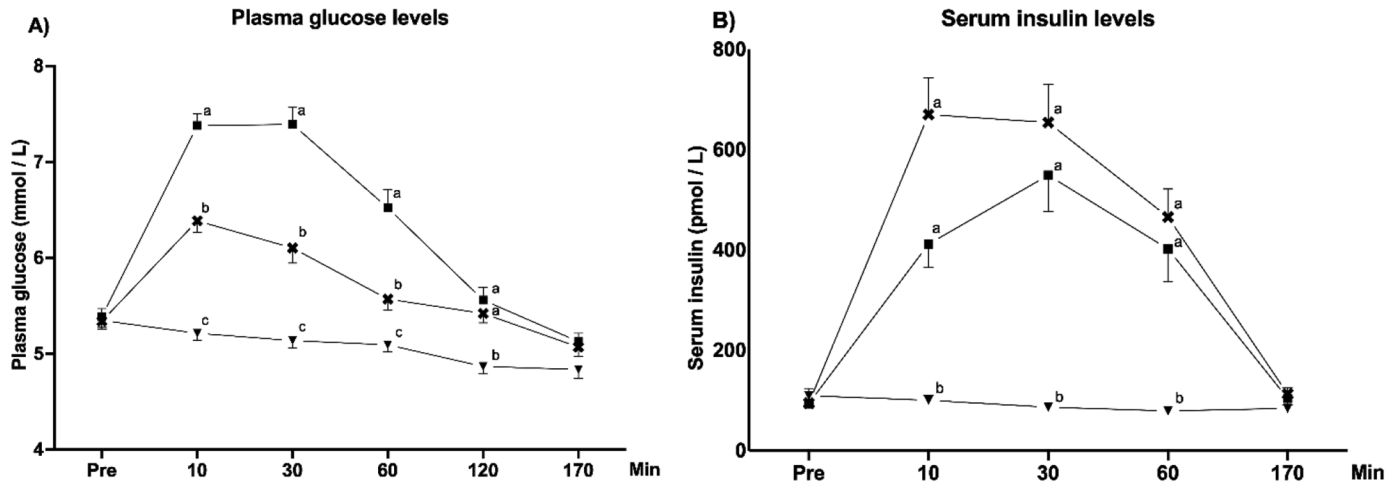 A)
Plasma glucose levels
Plasma glucose (mmol / L)
8
7
6
5
4
a
a
a
a
b
b
b
a
c
c
c
b
Pre 10 30 60 120 170 Min
B)
Serum insulin levels
Serum insulin (pmol / L)
800
600
400
200
0
a
a
a
a
a
a
b
b
b
Pre 10 30 60 170 Min